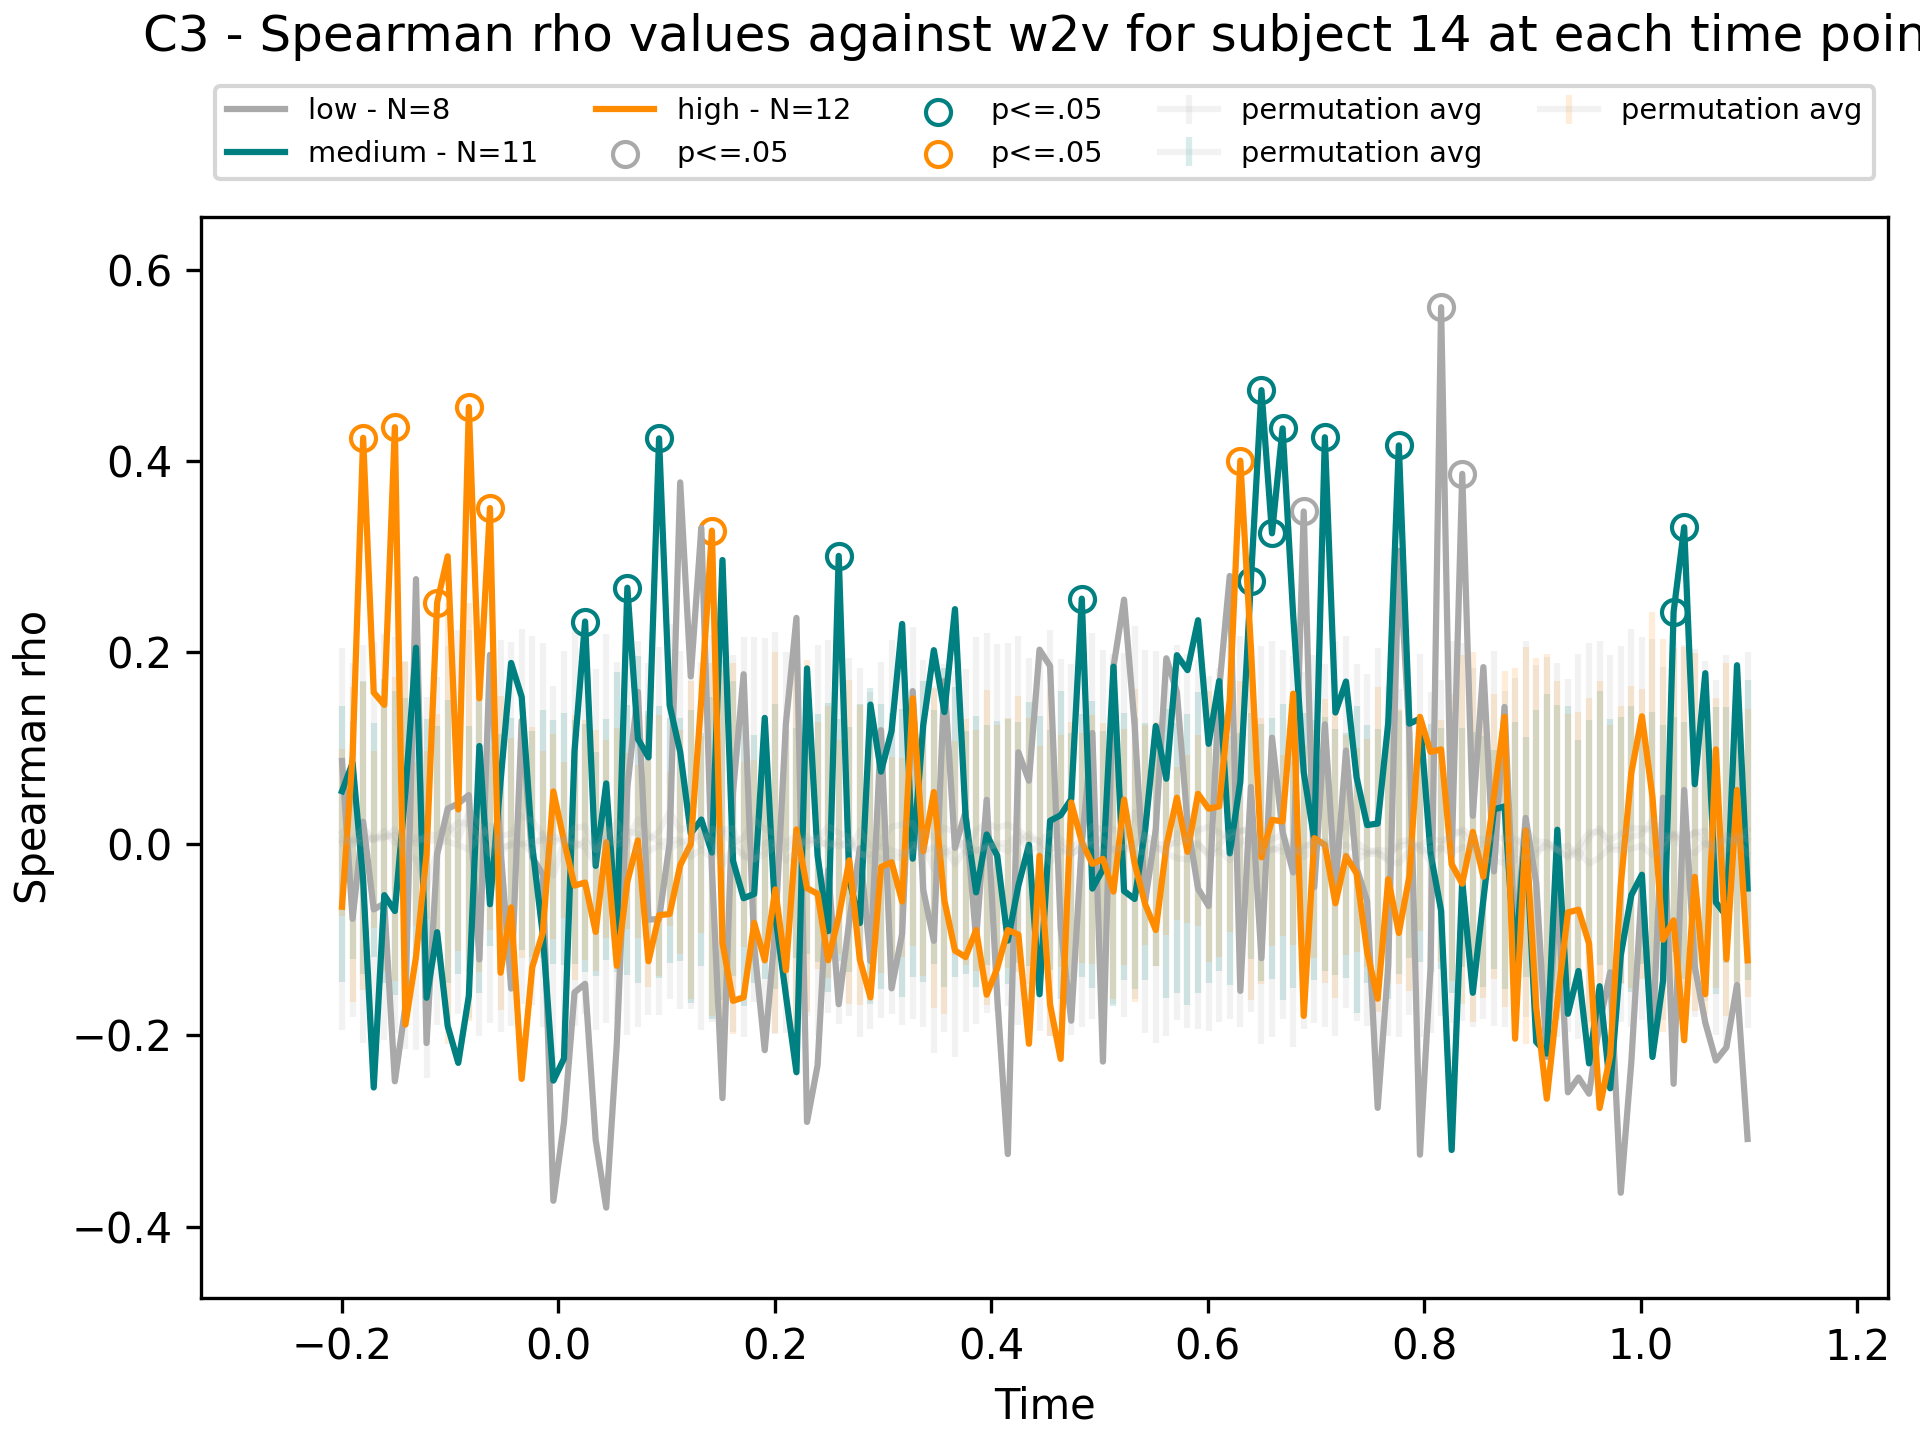 C3 - Spearman rho values against w2v for subject 14 at each time poin
low - N=8
medium - N=11
high - N=12
p<=.05
p<=.05
p<=.05
permutation avg
permutation avg
permutation avg
Spearman rho
0.6
0.4
0.2
0.0
−0.2
−0.4
−0.2 0.0 0.2 0.4 0.6 0.8 1.0 1.2
Time